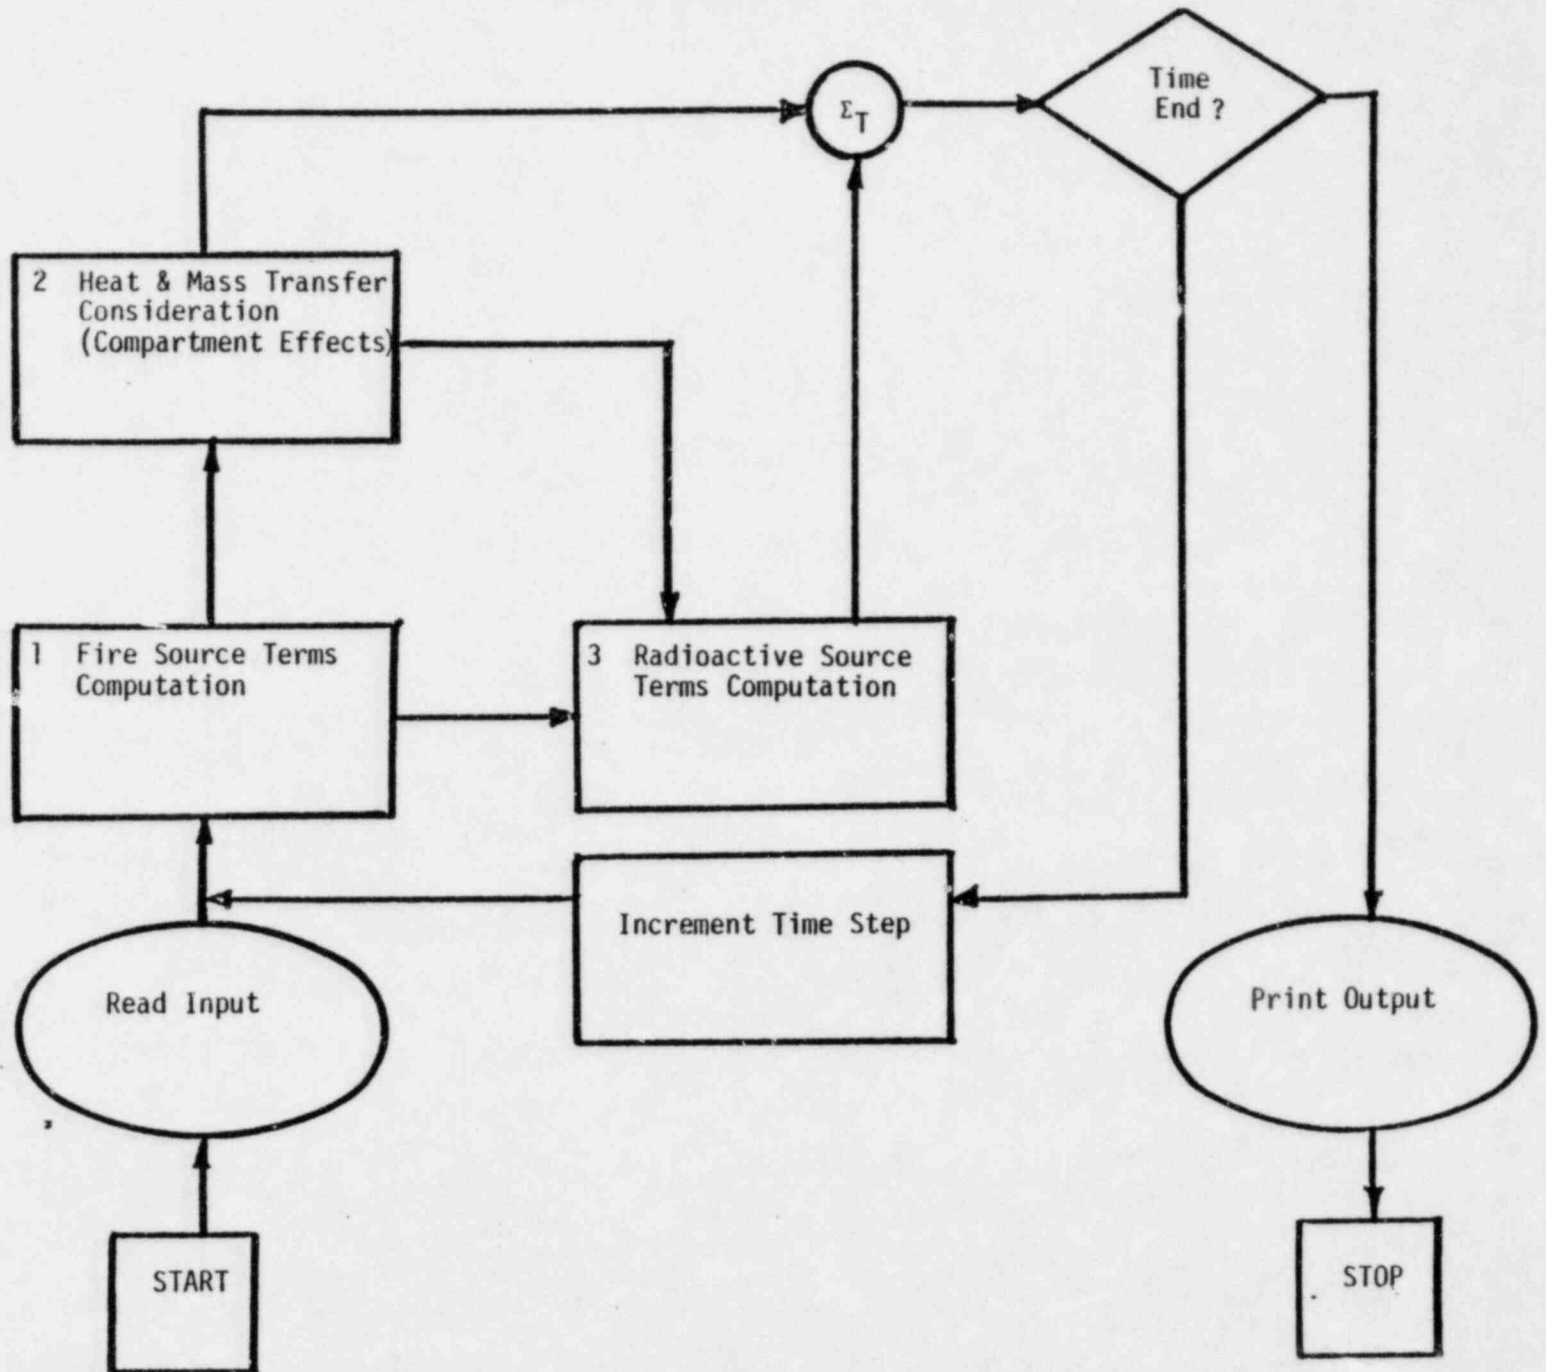 Time
End ?
Σ_T
2 Heat & Mass Transfer
Consideration
(Compartment Effects)
1 Fire Source Terms
Computation
3 Radioactive Source
Terms Computation
Increment Time Step
Read Input
Print Output
START
STOP